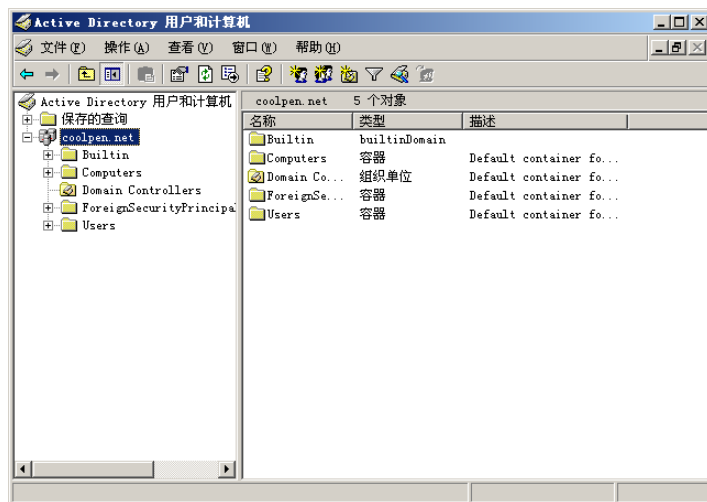 Active Directory 用户和计算机
文件(F) 操作(A) 查看(V) 窗口(W) 帮助(H)
Active Directory 用户和计算机
保存的查询
coolpen.net
Builtin
Computers
Domain Controllers
ForeignSecurityPrincipal
Users
coolpen.net 5 个对象
名称 类型 描述
Builtin builtinDomain
Computers 容器 Default container fo...
Domain Co... 组织单位 Default container fo...
ForeignSe... 容器 Default container fo...
Users 容器 Default container fo...